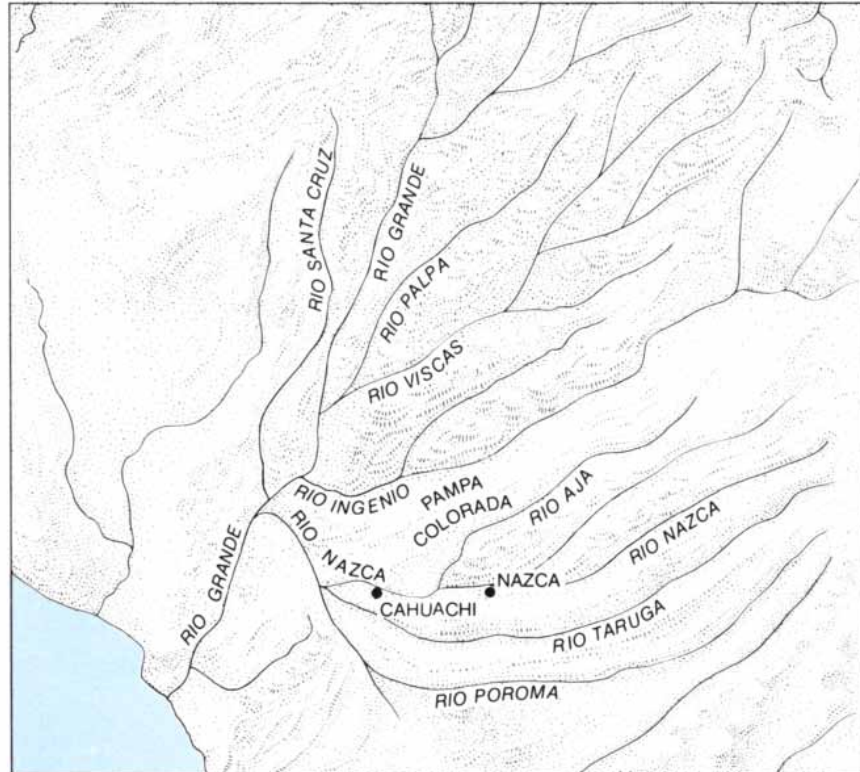 RIO SANTA CRUZ
RIO GRANDE
RIO PALPA
RIO VISCAS
RIO INGENIO
PAMPA
COLORADA
RIO AJA
RIO NAZCA
RIO GRANDE
RIO NAZCA
NAZCA
CAHUACHI
RIO TARUGA
RIO POROMA